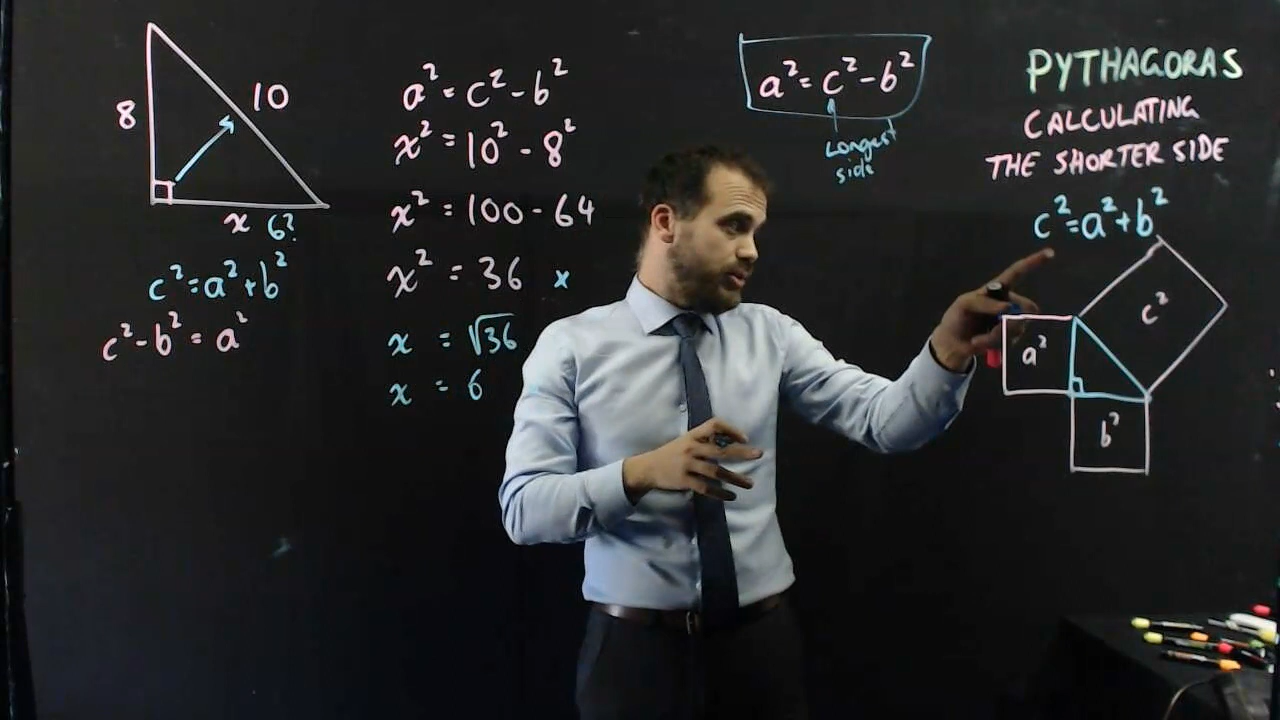 8
10
x 6?
c²=a²+b²
c²-b²=a²
a²=c²-b²
x²=10²-8²
x²=100-64
x²=36 x
x=√36
x=6
a²=c²-b²
Longest
side
PYTHAGORAS
CALCULATING
THE SHORTER SIDE
c²=a²+b²
c²
a²
b²